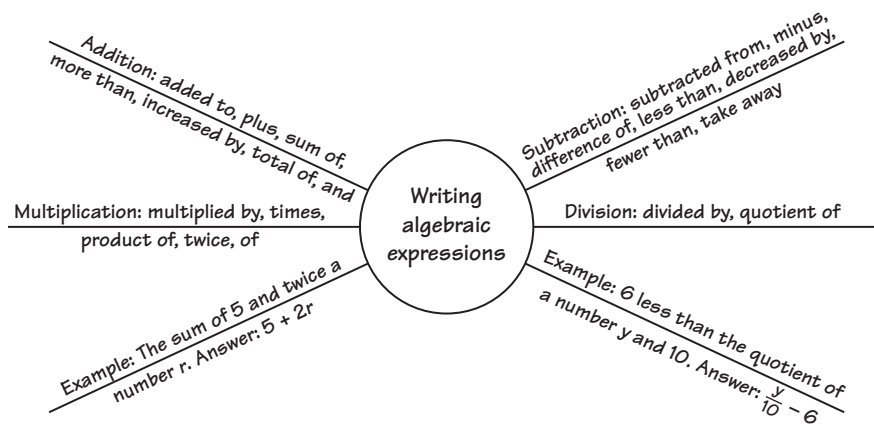 Addition: added to, plus, sum of,
more than, increased by, total of, and
Subtraction: subtracted from, minus,
difference of, less than, decreased by,
fewer than, take away
Multiplication: multiplied by, times,
product of, twice, of
Writing
algebraic
expressions
Division: divided by, quotient of
Example: The sum of 5 and twice a
number r. Answer: 5 + 2r
Example: 6 less than the quotient of
a number y and 10. Answer: y/10 – 6